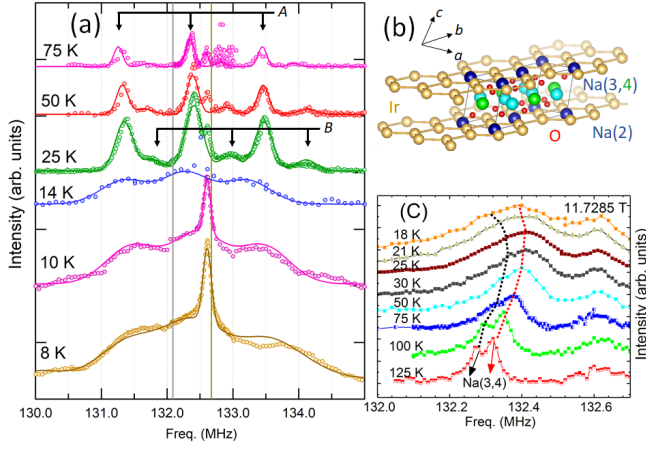 (a)
A
75 K
50 K
25 K
B
14 K
10 K
8 K
Intensity (arb. units)
130.0 131.0 132.0 133.0 134.0
Freq. (MHz)
(b)
c
b
a
Ir
Na(3,4)
Na(2)
O
(C)
11.7285 T
18 K
21 K
25 K
30 K
50 K
75 K
100 K
125 K
Na(3,4)
Intensity (arb. units)
132.0 132.2 132.4 132.6
Freq. (MHz)